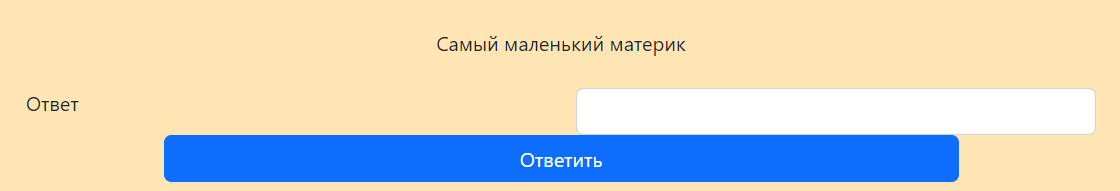 Самый маленький материк
Ответ
Ответить